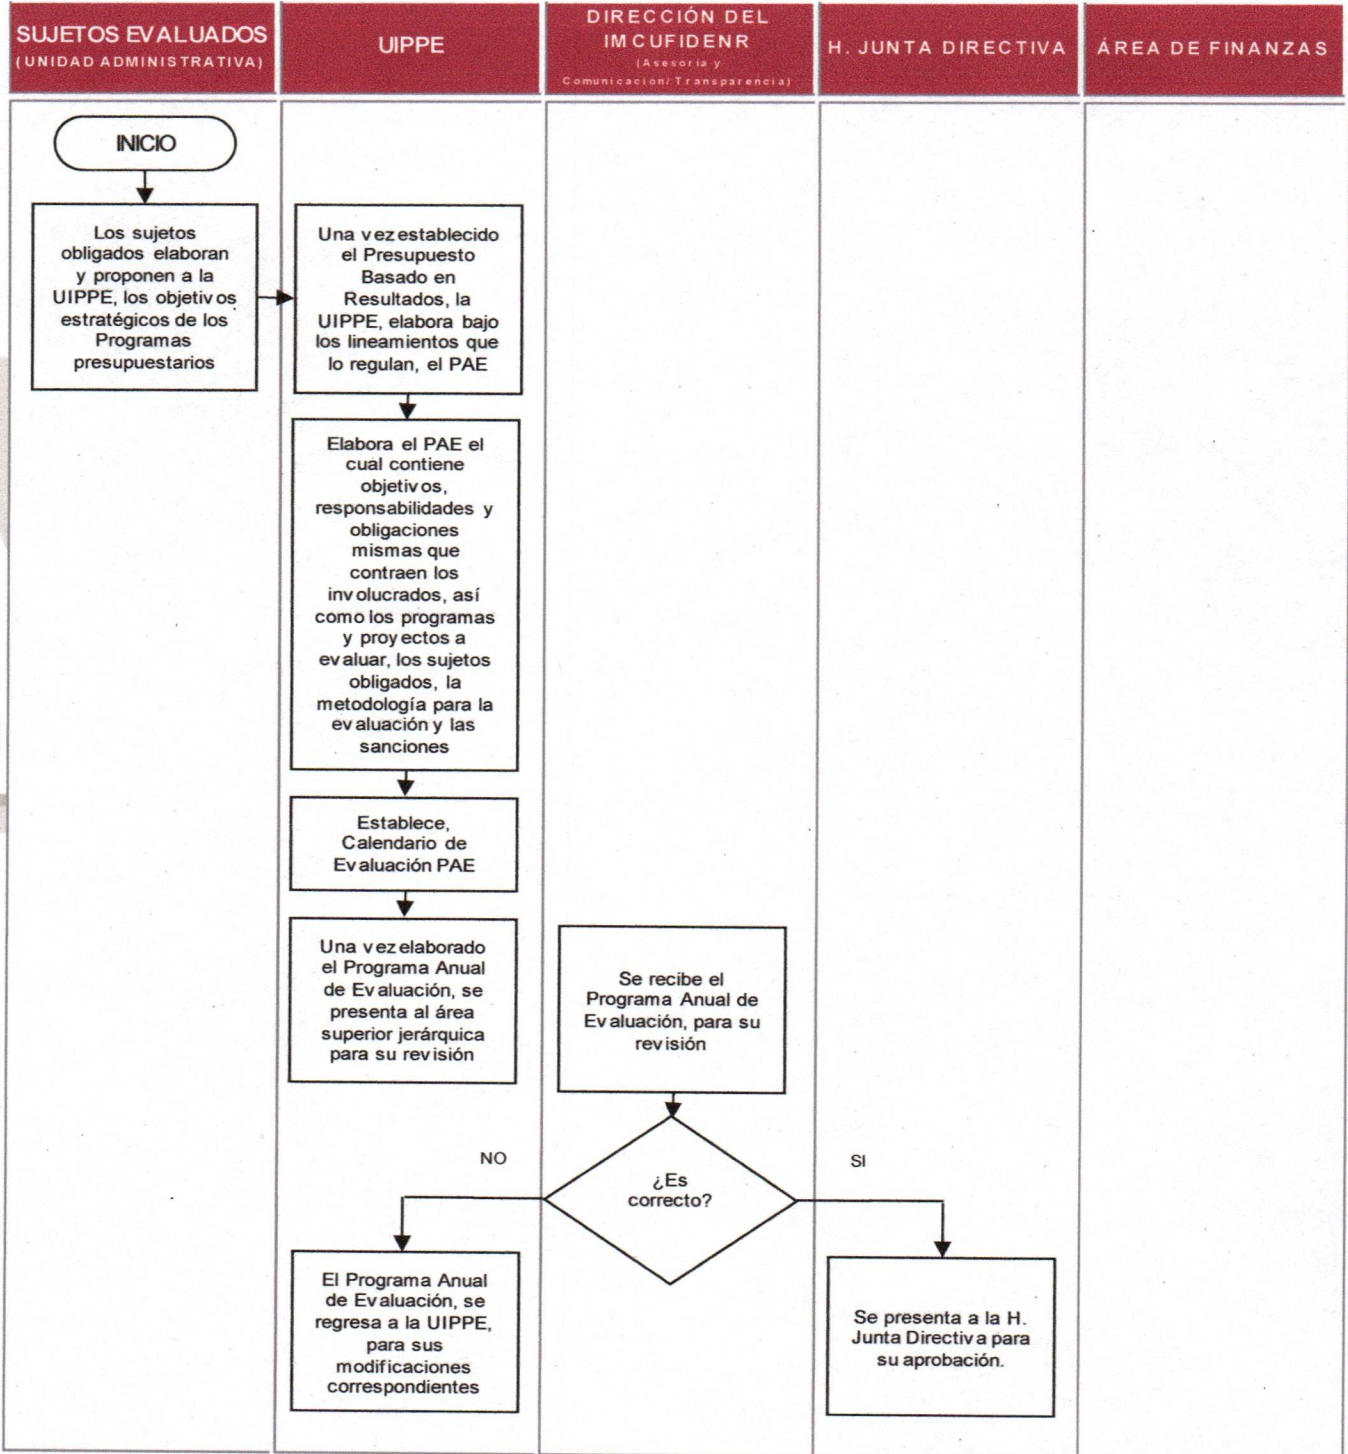 SUJETOS EVALUADOS
(UNIDAD ADMINISTRATIVA)
UIPPE
DIRECCIÓN DEL
IMCUFIDENR
(Asesoria y
Comunicación/Transparencia)
H. JUNTA DIRECTIVA
ÁREA DE FINANZAS
INICIO
Los sujetos
obligados elaboran
y proponen a la
UIPPE, los objetivos
estratégicos de los
Programas
presupuestarios
Una vez establecido
el Presupuesto
Basado en
Resultados, la
UIPPE, elabora bajo
los lineamientos que
lo regulan, el PAE
Elabora el PAE el
cual contiene
objetivos,
responsabilidades y
obligaciones
mismas que
contraen los
involucrados, así
como los programas
y proyectos a
evaluar, los sujetos
obligados, la
metodología para la
evaluación y las
sanciones
Establece,
Calendario de
Evaluación PAE
Una vez elaborado
el Programa Anual
de Evaluación, se
presenta al área
superior jerárquica
para su revisión
Se recibe el
Programa Anual de
Evaluación, para su
revisión
¿Es
correcto?
NO
SI
El Programa Anual
de Evaluación, se
regresa a la UIPPE,
para sus
modificaciones
correspondientes
Se presenta a la H.
Junta Directiva para
su aprobación.